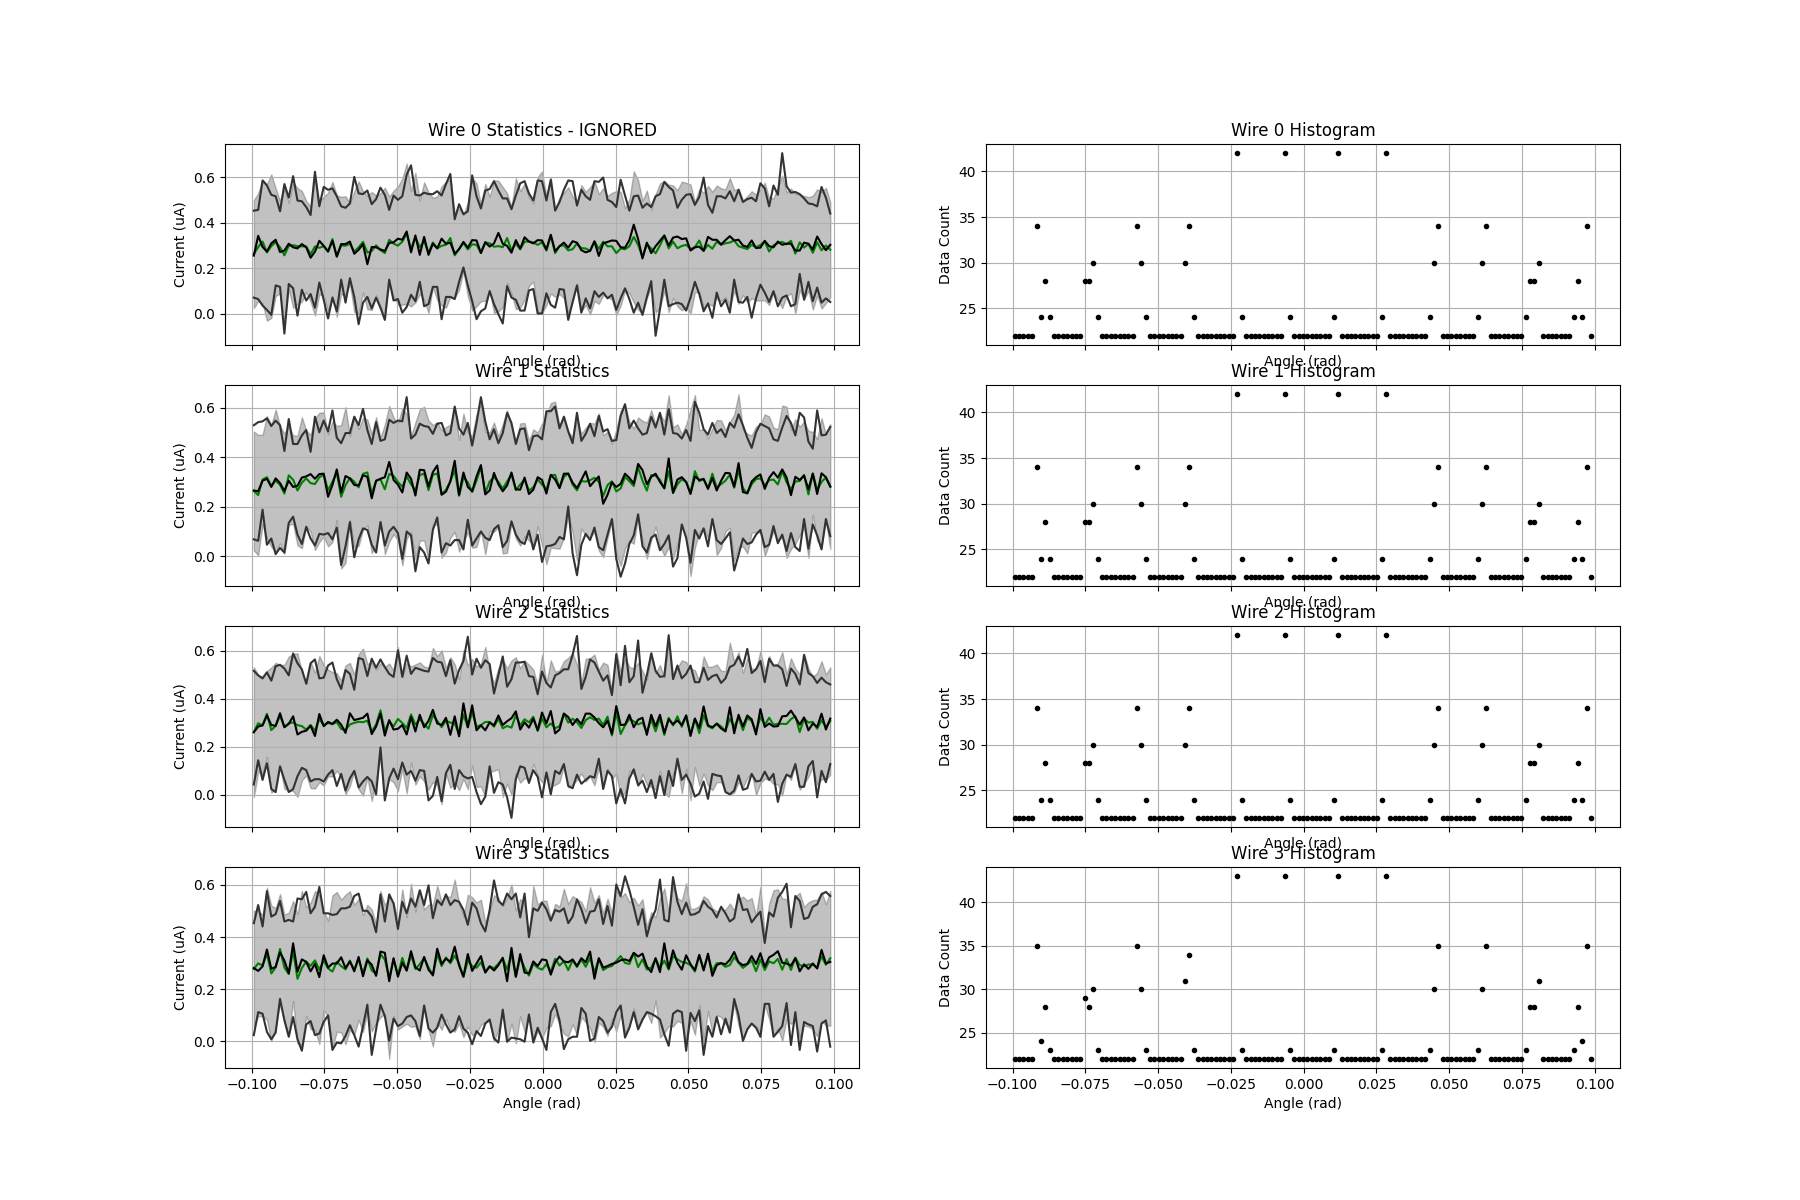 Wire 0 Statistics - IGNORED
Current (uA)
0.6
0.4
0.2
0.0
Angle (rad)
Wire 0 Histogram
Data Count
40
35
30
25
Angle (rad)
Wire 1 Statistics
Current (uA)
0.6
0.4
0.2
0.0
Angle (rad)
Wire 1 Histogram
Data Count
40
35
30
25
Angle (rad)
Wire 2 Statistics
Current (uA)
0.6
0.4
0.2
0.0
Angle (rad)
Wire 2 Histogram
Data Count
40
35
30
25
Angle (rad)
Wire 3 Statistics
Current (uA)
0.6
0.4
0.2
0.0
−0.100 −0.075 −0.050 −0.025 0.000 0.025 0.050 0.075 0.100
Angle (rad)
Wire 3 Histogram
Data Count
40
35
30
25
−0.100 −0.075 −0.050 −0.025 0.000 0.025 0.050 0.075 0.100
Angle (rad)